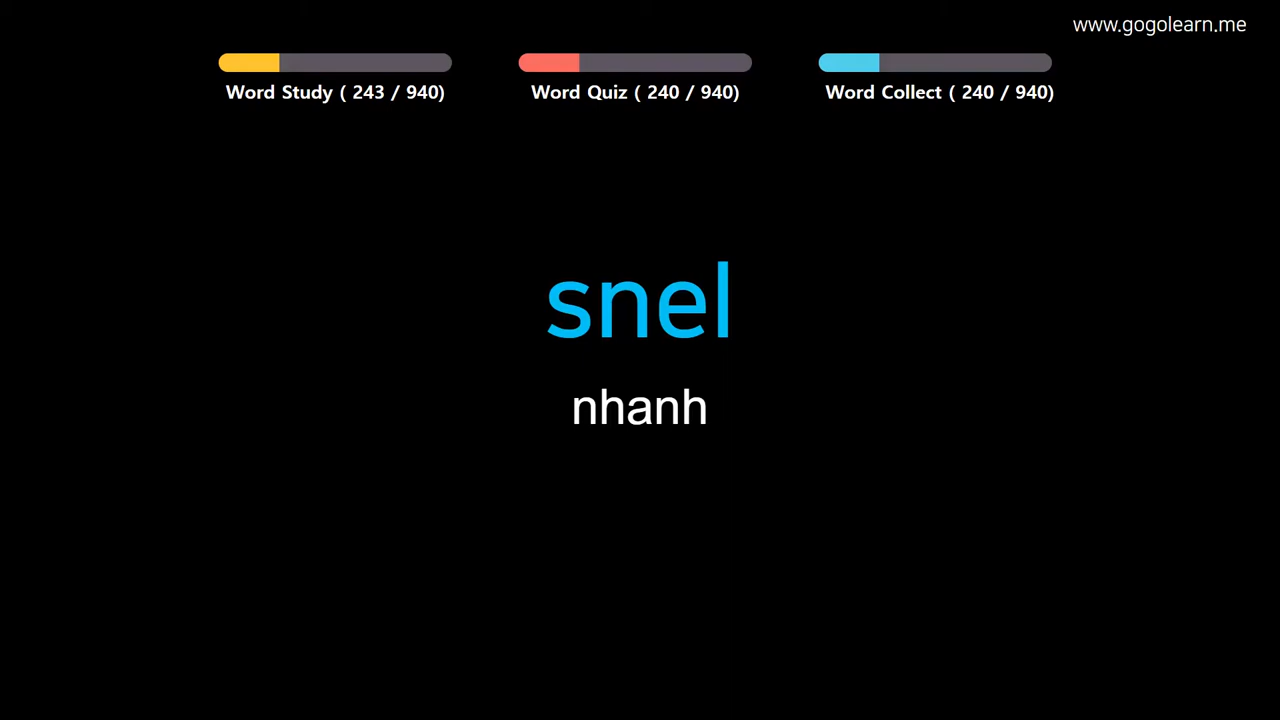 www.gogolearn.me
Word Study ( 243 / 940)
Word Quiz ( 240 / 940)
Word Collect ( 240 / 940)
snel
nhanh